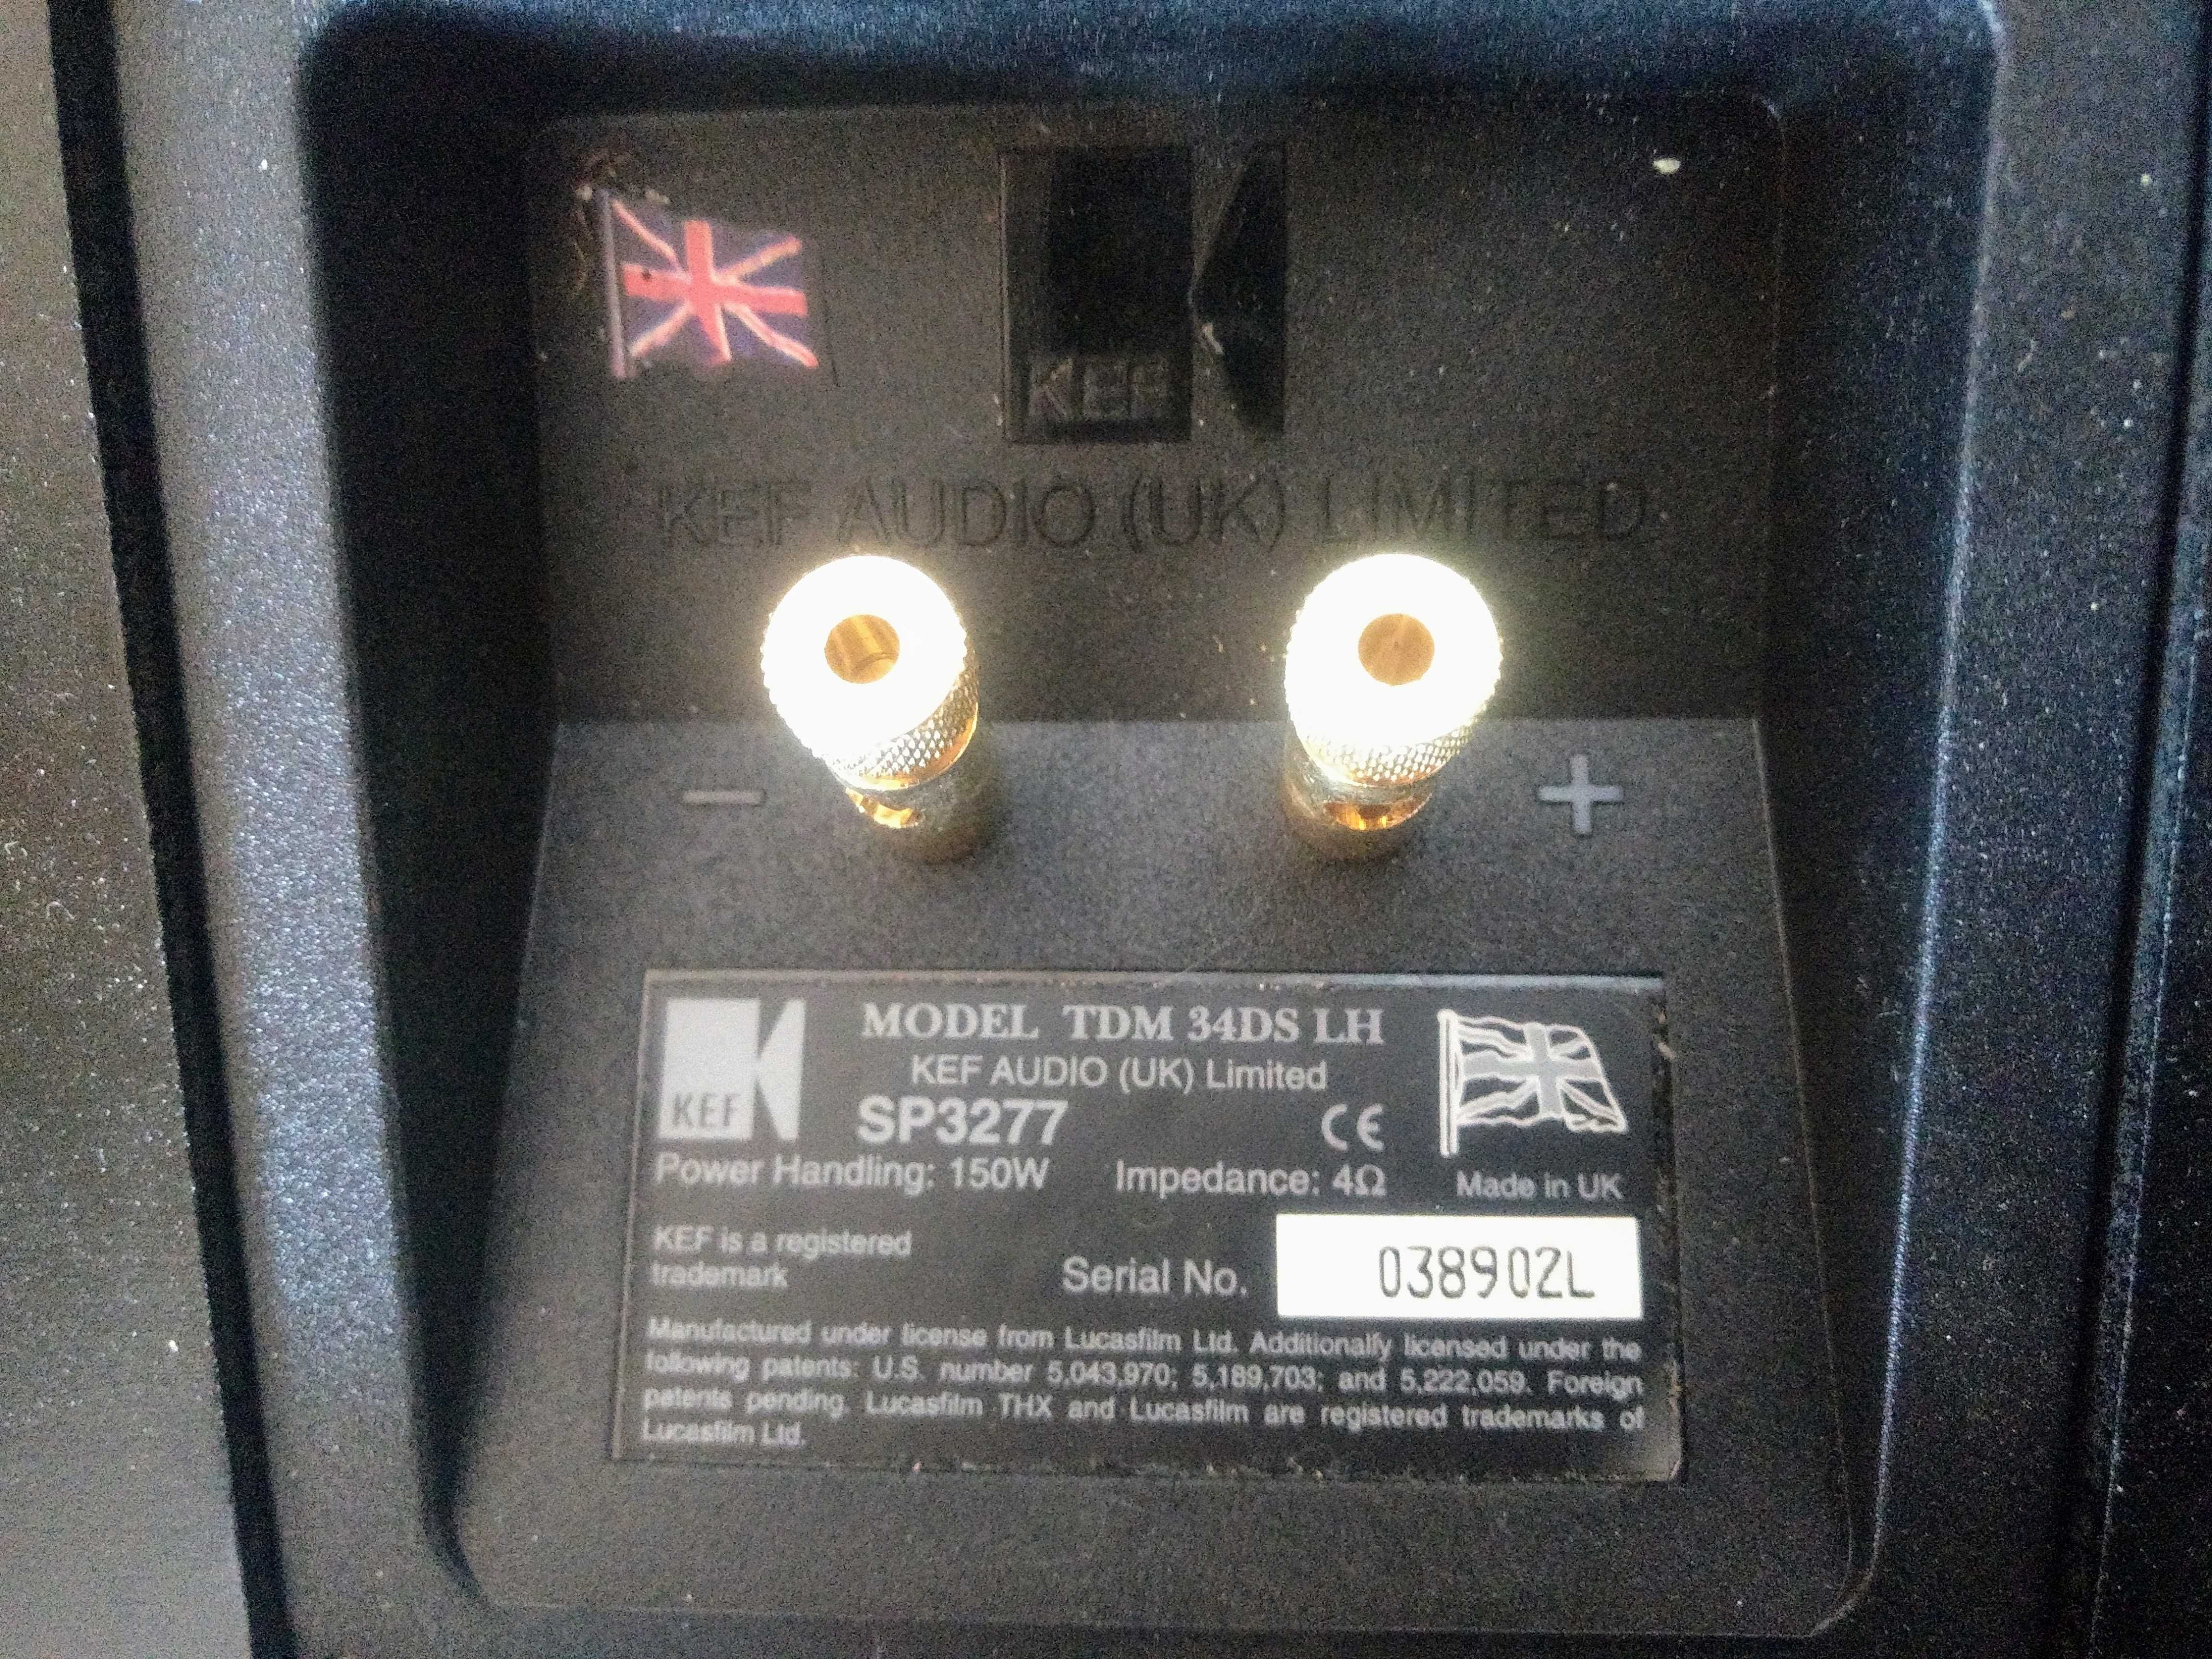 KEF
KEF AUDIO (UK) LIMITED
− +
KEF
MODEL TDM 34DS LH
KEF AUDIO (UK) Limited
SP3277 CE
Power Handling: 150W Impedance: 4Ω Made in UK
KEF is a registered
trademark
Serial No. 038902L
Manufactured under license from Lucasfilm Ltd. Additionally licensed under the
following patents: U.S. number 5,043,970; 5,189,703; and 5,222,059. Foreign
patents pending. Lucasfilm THX and Lucasfilm are registered trademarks of
Lucasfilm Ltd.